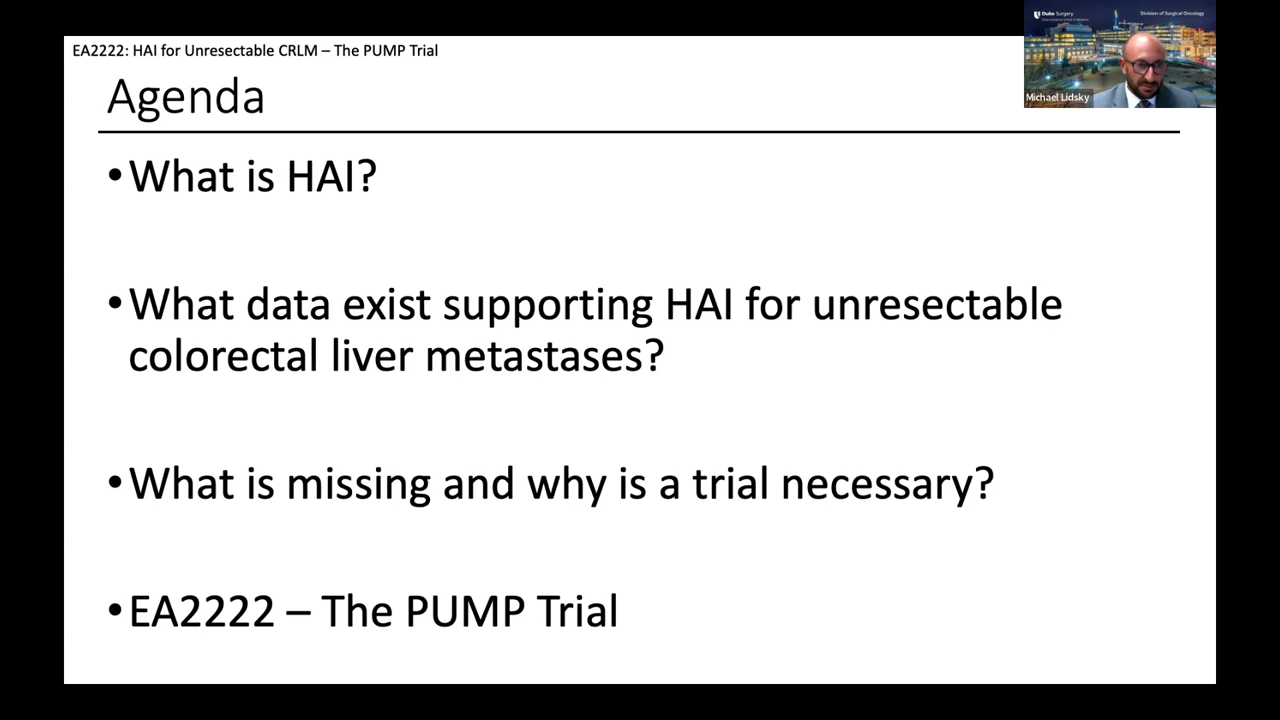 EA2222: HAI for Unresectable CRLM – The PUMP Trial
Agenda
•What is HAI?
•What data exist supporting HAI for unresectable
colorectal liver metastases?
•What is missing and why is a trial necessary?
•EA2222 – The PUMP Trial
Duke Surgery
Division of Surgical Oncology
Michael Lidsky